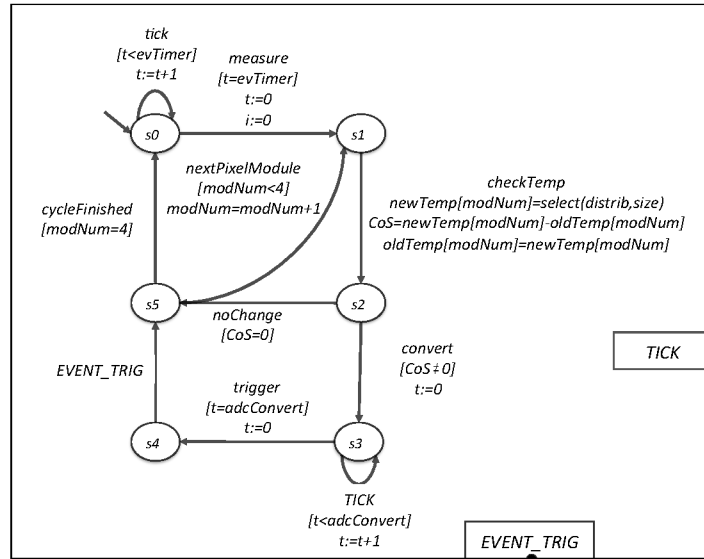 tick
[t<evTimer]
t:=t+1
measure
[t=evTimer]
t:=0
i:=0
s0
s1
nextPixelModule
[modNum<4]
modNum=modNum+1
checkTemp
newTemp[modNum]=select(distrib,size)
CoS=newTemp[modNum]-oldTemp[modNum]
oldTemp[modNum]=newTemp[modNum]
cycleFinished
[modNum=4]
s5
s2
noChange
[CoS=0]
convert
[CoS≠0]
t:=0
TICK
EVENT_TRIG
trigger
[t=adcConvert]
t:=0
s4
s3
TICK
[t<adcConvert]
t:=t+1
EVENT_TRIG